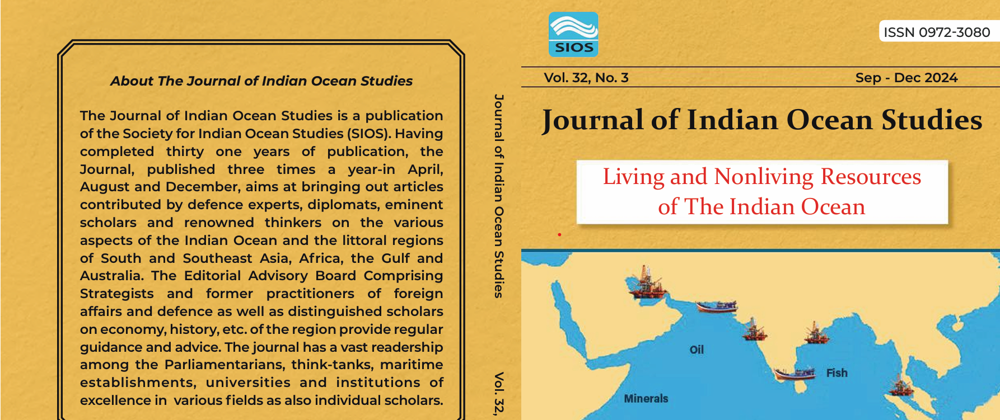 About The Journal of Indian Ocean Studies
The Journal of Indian Ocean Studies is a publication
of the Society for Indian Ocean Studies (SIOS). Having
completed thirty one years of publication, the
Journal, published three times a year-in April,
August and December, aims at bringing out articles
contributed by defence experts, diplomats, eminent
scholars and renowned thinkers on the various
aspects of the Indian Ocean and the littoral regions
of South and Southeast Asia, Africa, the Gulf and
Australia. The Editorial Advisory Board Comprising
Strategists and former practitioners of foreign
affairs and defence as well as distinguished scholars
on economy, history, etc. of the region provide regular
guidance and advice. The journal has a vast readership
among the Parliamentarians, think-tanks, maritime
establishments, universities and institutions of
excellence in various fields as also individual scholars.
Journal of Indian Ocean Studies
Vol. 32,
SIOS
ISSN 0972-3080
Vol. 32, No. 3
Sep - Dec 2024
Journal of Indian Ocean Studies
Living and Nonliving Resources
of The Indian Ocean
Oil
Fish
Minerals